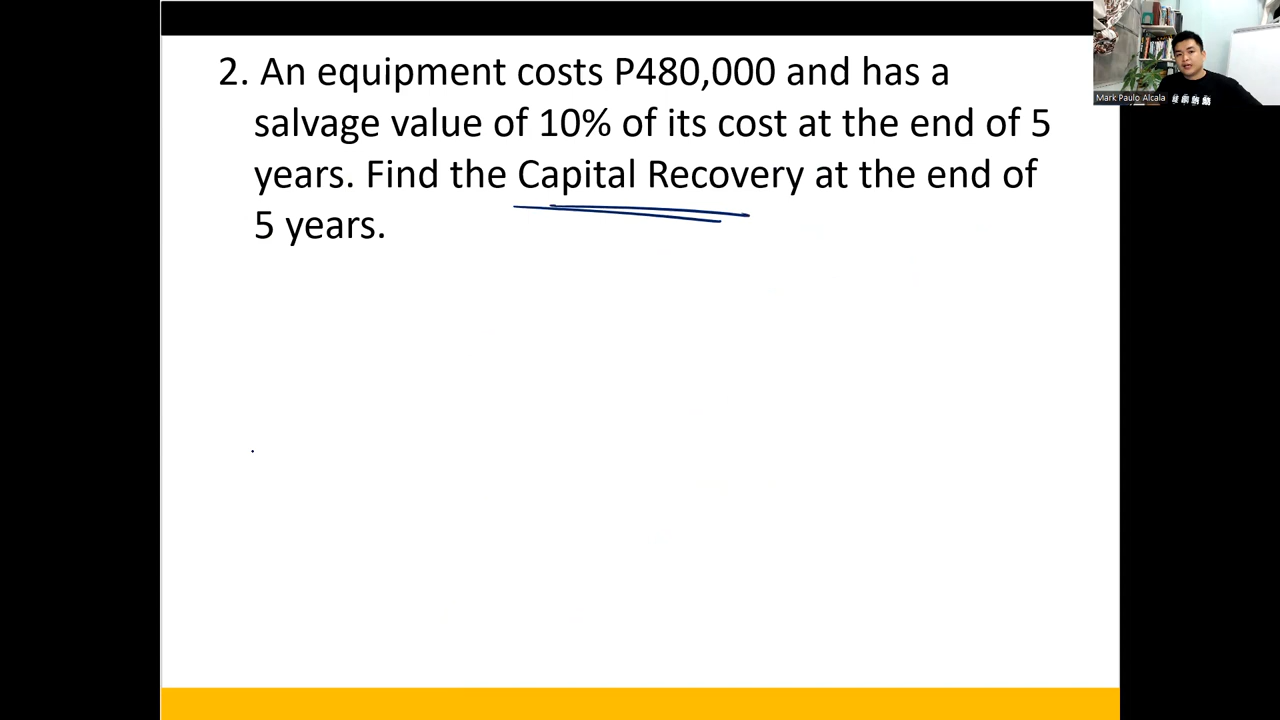 2. An equipment costs P480,000 and has a
salvage value of 10% of its cost at the end of 5
years. Find the Capital Recovery at the end of
5 years.
Mark Paulo Alcala